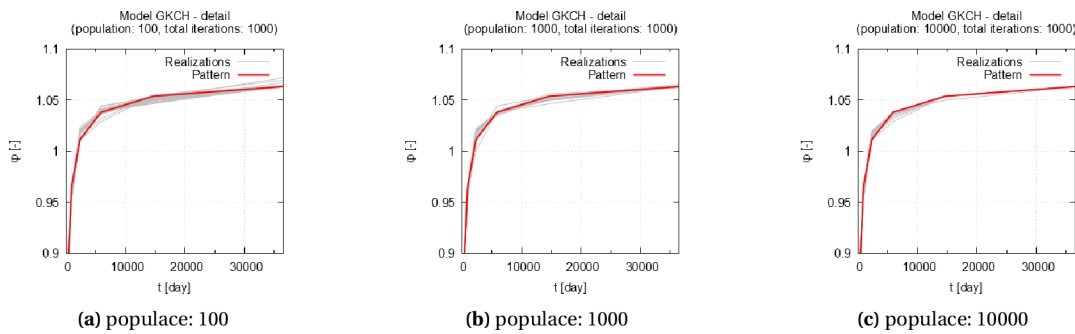 Model GKCH - detail
(population: 100, total iterations: 1000)
1.1
1.05
1
0.95
0.9
φ [-]
Realizations
Pattern
0 10000 20000 30000
t [day]
(a) populace: 100
Model GKCH - detail
(population: 1000, total iterations: 1000)
1.1
1.05
1
0.95
0.9
φ [-]
Realizations
Pattern
0 10000 20000 30000
t [day]
(b) populace: 1000
Model GKCH - detail
(population: 10000, total iterations: 1000)
1.1
1.05
1
0.95
0.9
φ [-]
Realizations
Pattern
0 10000 20000 30000
t [day]
(c) populace: 10000